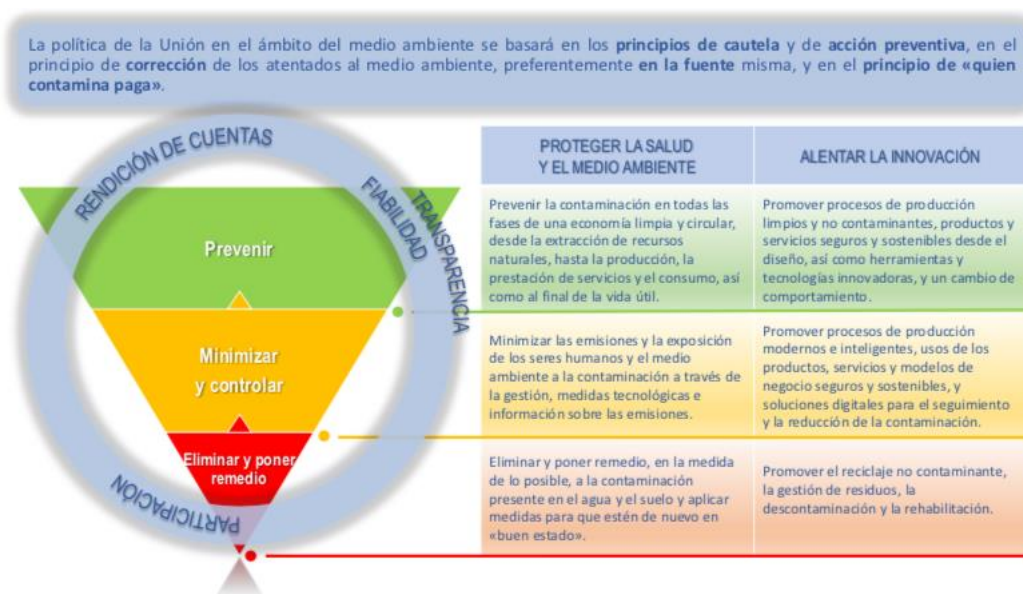 La política de la Unión en el ámbito del medio ambiente se basará en los principios de cautela y de acción preventiva, en el
principio de corrección de los atentados al medio ambiente, preferentemente en la fuente misma, y en el principio de «quien
contamina paga».
RENDICIÓN DE CUENTAS
FIABILIDAD
TRANSPARENCIA
PARTICIPACIÓN
Prevenir
Minimizar
y controlar
Eliminar y poner
remedio
PROTEGER LA SALUD
Y EL MEDIO AMBIENTE
ALENTAR LA INNOVACIÓN
Prevenir la contaminación en todas las
fases de una economía limpia y circular,
desde la extracción de recursos
naturales, hasta la producción, la
prestación de servicios y el consumo, así
como al final de la vida útil.
Promover procesos de producción
limpios y no contaminantes, productos y
servicios seguros y sostenibles desde el
diseño, así como herramientas y
tecnologías innovadoras, y un cambio de
comportamiento.
Minimizar las emisiones y la exposición
de los seres humanos y el medio
ambiente a la contaminación a través de
la gestión, medidas tecnológicas e
información sobre las emisiones.
Promover procesos de producción
modernos e inteligentes, usos de los
productos, servicios y modelos de
negocio seguros y sostenibles, y
soluciones digitales para el seguimiento
y la reducción de la contaminación.
Eliminar y poner remedio, en la medida
de lo posible, a la contaminación
presente en el agua y el suelo y aplicar
medidas para que estén de nuevo en
«buen estado».
Promover el reciclaje no contaminante,
la gestión de residuos, la
descontaminación y la rehabilitación.